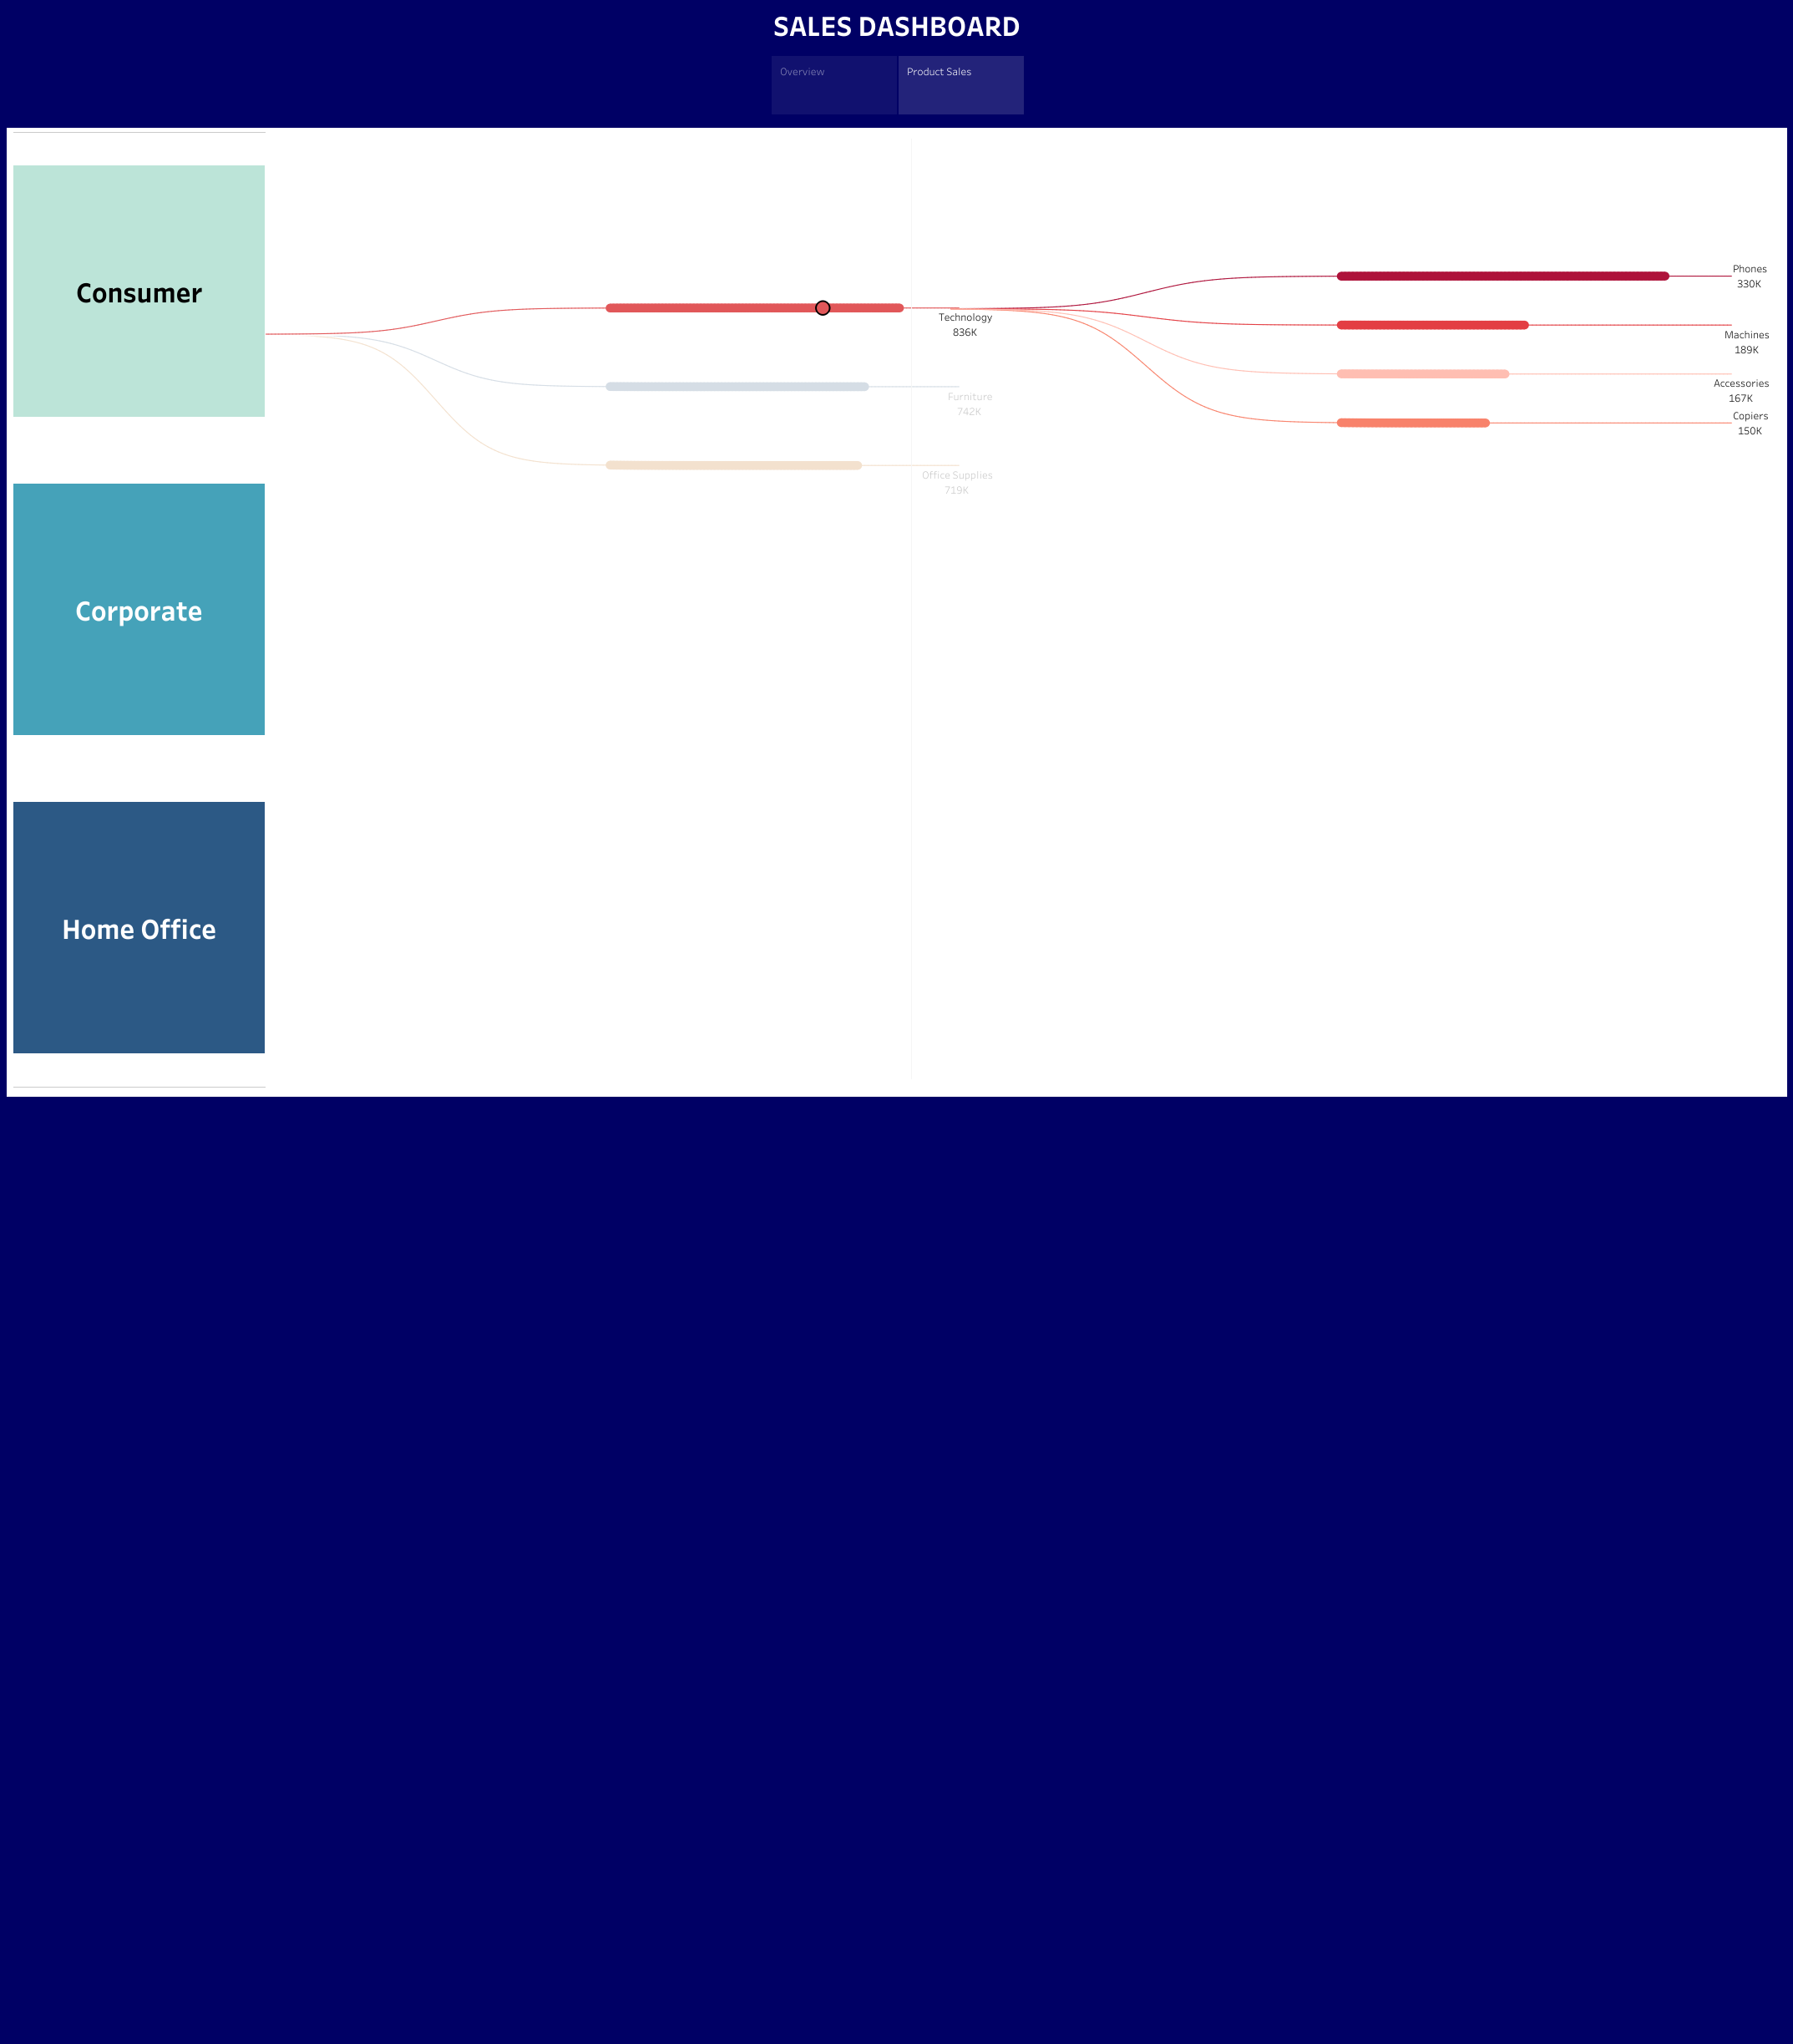 SALES DASHBOARD
Overview
Product Sales
Consumer
Technology
836K
Furniture
742K
Office Supplies
719K
Phones
330K
Machines
189K
Accessories
167K
Copiers
150K
Corporate
Home Office